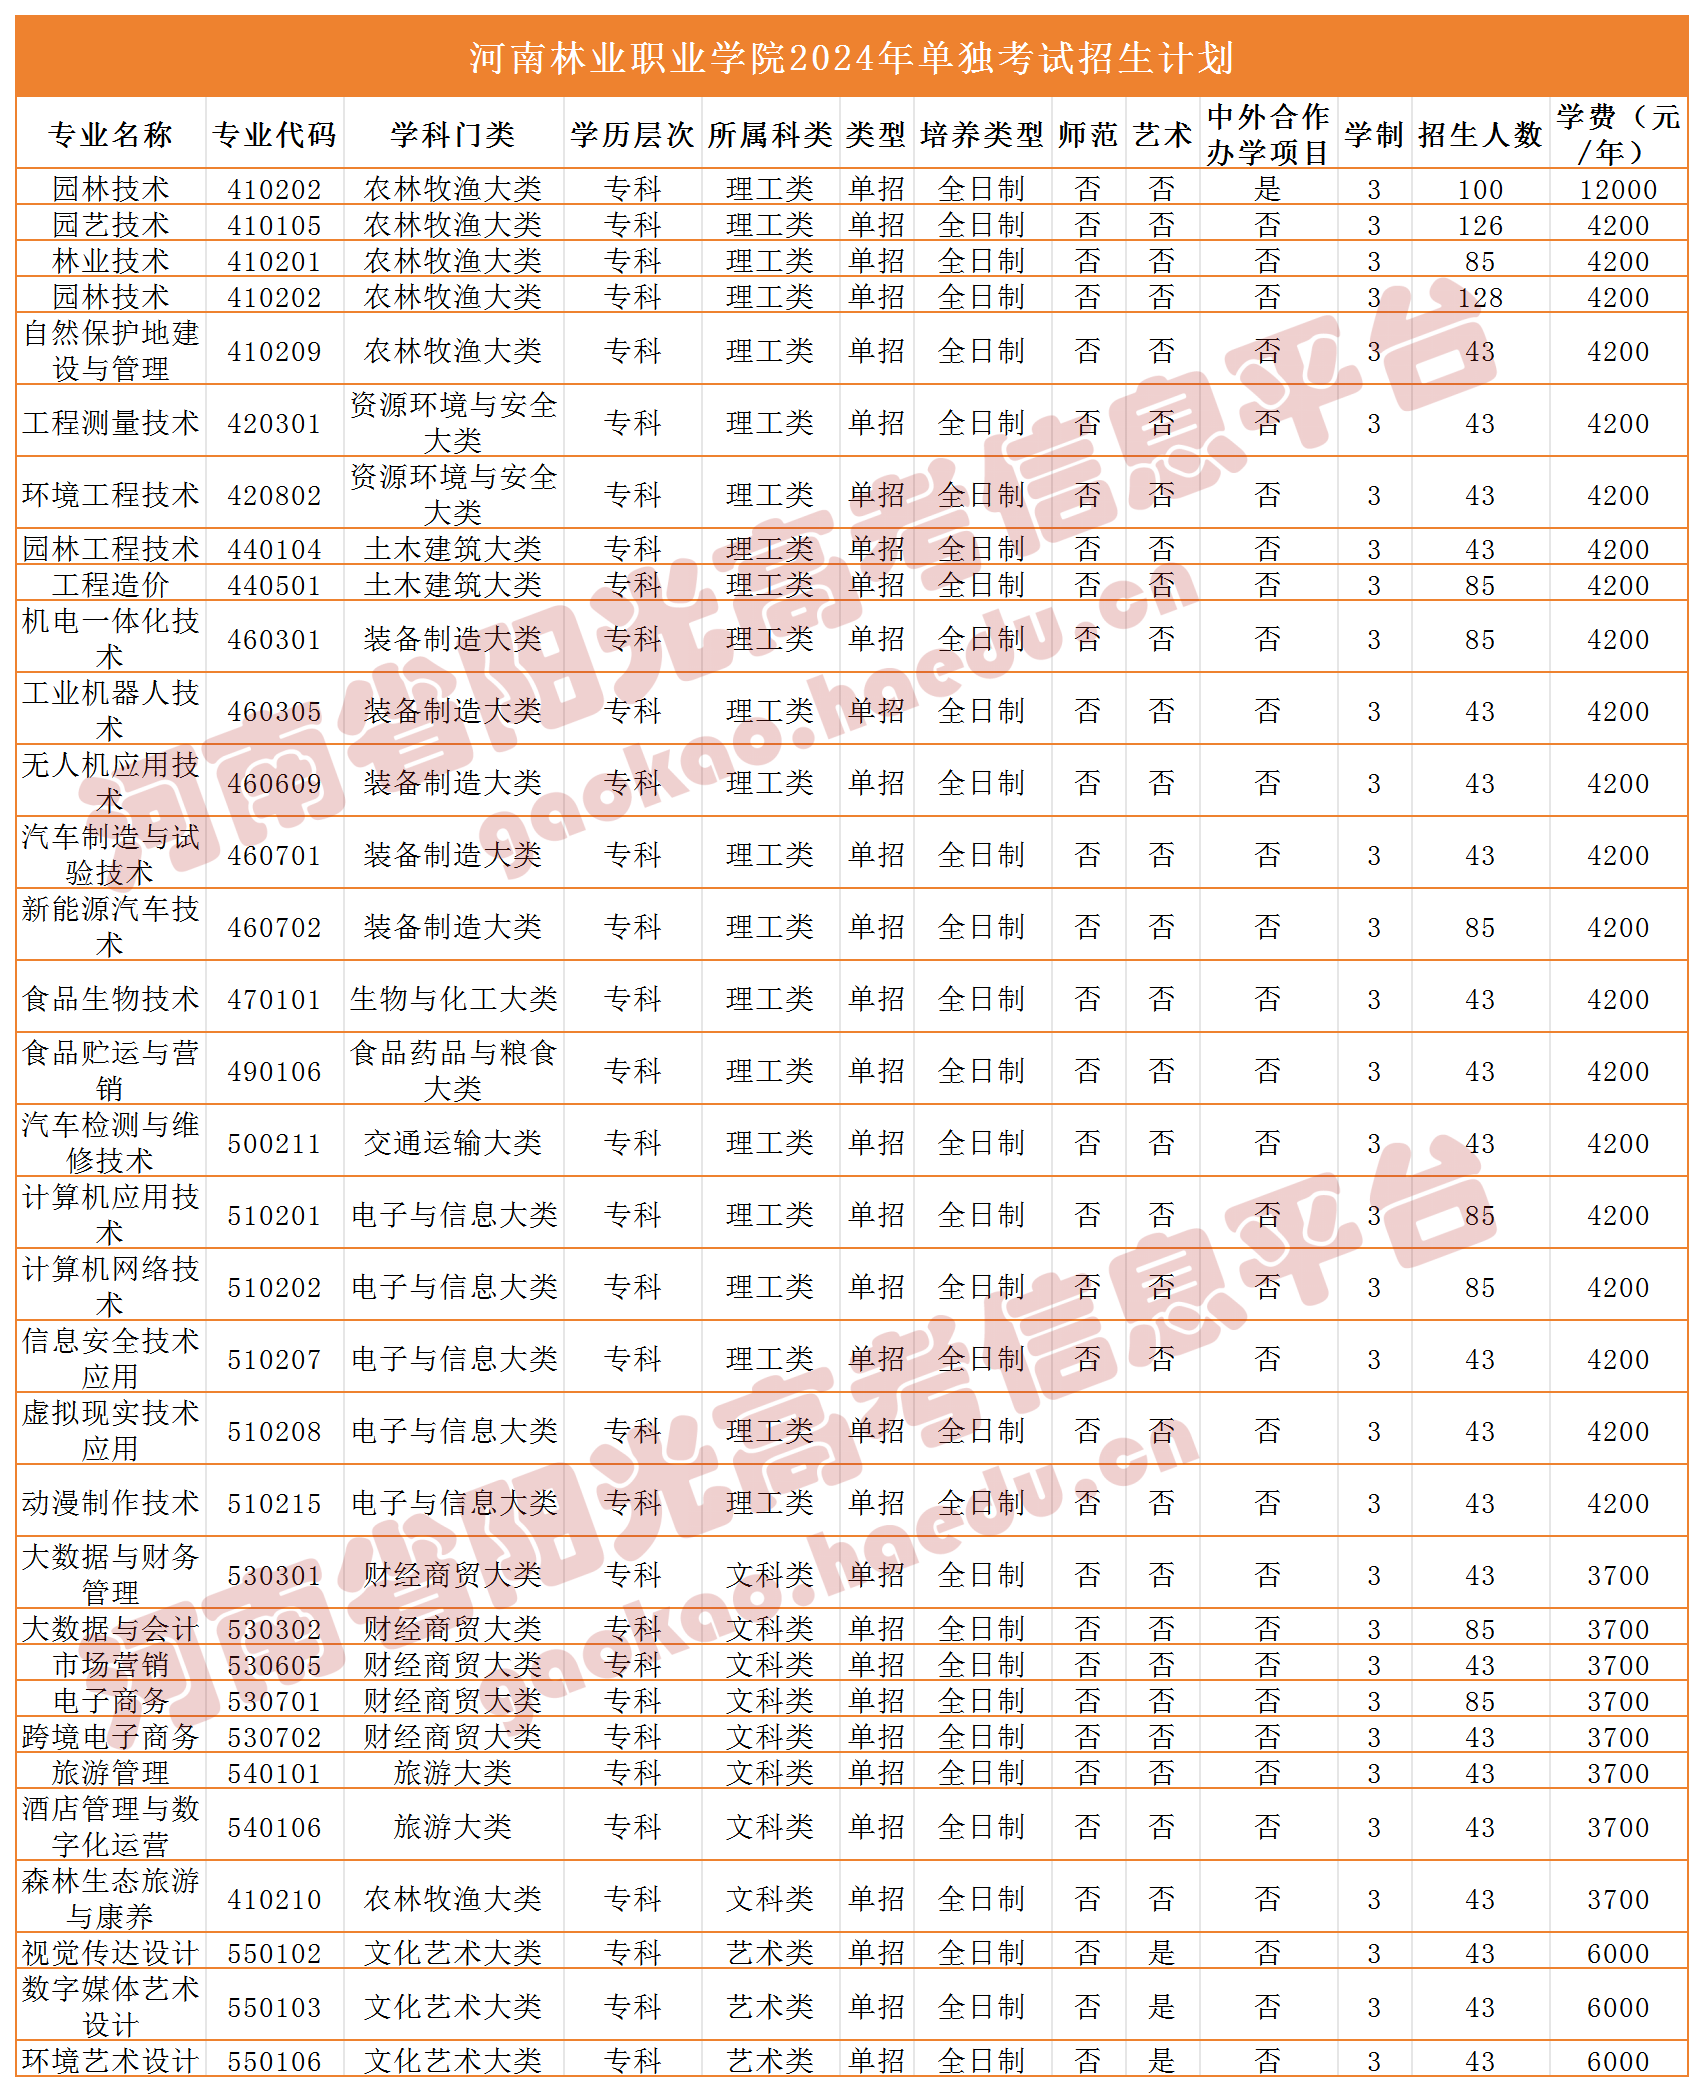 河南林业职业学院2024年单独考试招生计划
专业名称 专业代码 学科门类 学历层次 所属科类 类型 培养类型 师范 艺术 中外合作办学项目 学制 招生人数 学费（元/年）
园林技术 410202 农林牧渔大类 专科 理工类 单招 全日制 否 否 是 3 100 12000
园艺技术 410105 农林牧渔大类 专科 理工类 单招 全日制 否 否 否 3 126 4200
林业技术 410201 农林牧渔大类 专科 理工类 单招 全日制 否 否 否 3 85 4200
园林技术 410202 农林牧渔大类 专科 理工类 单招 全日制 否 否 否 3 128 4200
自然保护地建设与管理 410209 农林牧渔大类 专科 理工类 单招 全日制 否 否 否 3 43 4200
工程测量技术 420301 资源环境与安全大类 专科 理工类 单招 全日制 否 否 否 3 43 4200
环境工程技术 420802 资源环境与安全大类 专科 理工类 单招 全日制 否 否 否 3 43 4200
园林工程技术 440104 土木建筑大类 专科 理工类 单招 全日制 否 否 否 3 43 4200
工程造价 440501 土木建筑大类 专科 理工类 单招 全日制 否 否 否 3 85 4200
机电一体化技术 460301 装备制造大类 专科 理工类 单招 全日制 否 否 否 3 85 4200
工业机器人技术 460305 装备制造大类 专科 理工类 单招 全日制 否 否 否 3 43 4200
无人机应用技术 460609 装备制造大类 专科 理工类 单招 全日制 否 否 否 3 43 4200
汽车制造与试验技术 460701 装备制造大类 专科 理工类 单招 全日制 否 否 否 3 43 4200
新能源汽车技术 460702 装备制造大类 专科 理工类 单招 全日制 否 否 否 3 85 4200
食品生物技术 470101 生物与化工大类 专科 理工类 单招 全日制 否 否 否 3 43 4200
食品贮运与营销 490106 食品药品与粮食大类 专科 理工类 单招 全日制 否 否 否 3 43 4200
汽车检测与维修技术 500211 交通运输大类 专科 理工类 单招 全日制 否 否 否 3 43 4200
计算机应用技术 510201 电子与信息大类 专科 理工类 单招 全日制 否 否 否 3 85 4200
计算机网络技术 510202 电子与信息大类 专科 理工类 单招 全日制 否 否 否 3 85 4200
信息安全技术应用 510207 电子与信息大类 专科 理工类 单招 全日制 否 否 否 3 43 4200
虚拟现实技术应用 510208 电子与信息大类 专科 理工类 单招 全日制 否 否 否 3 43 4200
动漫制作技术 510215 电子与信息大类 专科 理工类 单招 全日制 否 否 否 3 43 4200
大数据与财务管理 530301 财经商贸大类 专科 文科类 单招 全日制 否 否 否 3 43 3700
大数据与会计 530302 财经商贸大类 专科 文科类 单招 全日制 否 否 否 3 85 3700
市场营销 530605 财经商贸大类 专科 文科类 单招 全日制 否 否 否 3 43 3700
电子商务 530701 财经商贸大类 专科 文科类 单招 全日制 否 否 否 3 85 3700
跨境电子商务 530702 财经商贸大类 专科 文科类 单招 全日制 否 否 否 3 43 3700
旅游管理 540101 旅游大类 专科 文科类 单招 全日制 否 否 否 3 43 3700
酒店管理与数字化运营 540106 旅游大类 专科 文科类 单招 全日制 否 否 否 3 43 3700
森林生态旅游与康养 410210 农林牧渔大类 专科 文科类 单招 全日制 否 否 否 3 43 3700
视觉传达设计 550102 文化艺术大类 专科 艺术类 单招 全日制 否 是 否 3 43 6000
数字媒体艺术设计 550103 文化艺术大类 专科 艺术类 单招 全日制 否 是 否 3 43 6000
环境艺术设计 550106 文化艺术大类 专科 艺术类 单招 全日制 否 是 否 3 43 6000
河南省阳光高考信息平台
gaokao.haedu.cn
河南省阳光高考信息平台
gaokao.haedu.cn